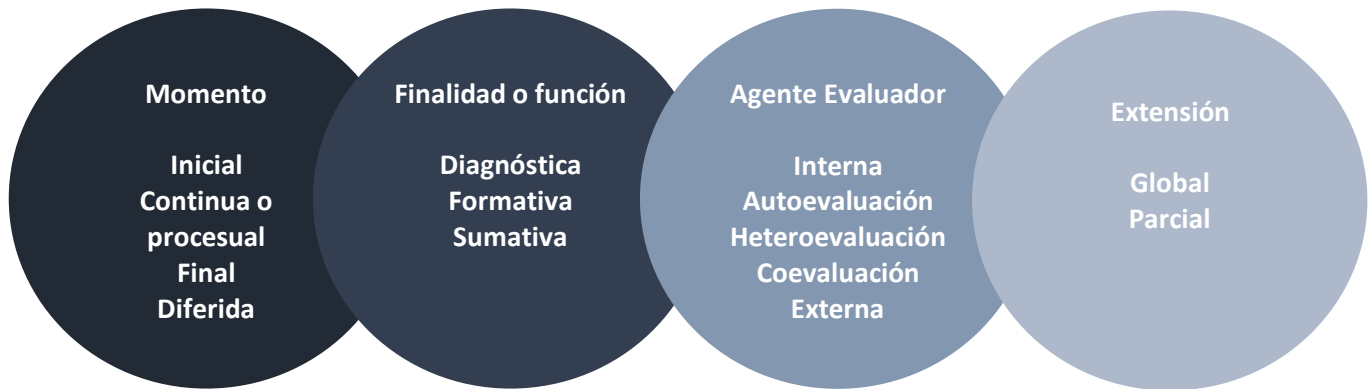 Momento
Inicial
Continua o
procesual
Final
Diferida
Finalidad o función
Diagnóstica
Formativa
Sumativa
Agente Evaluador
Interna
Autoevaluación
Heteroevaluación
Coevaluación
Externa
Extensión
Global
Parcial